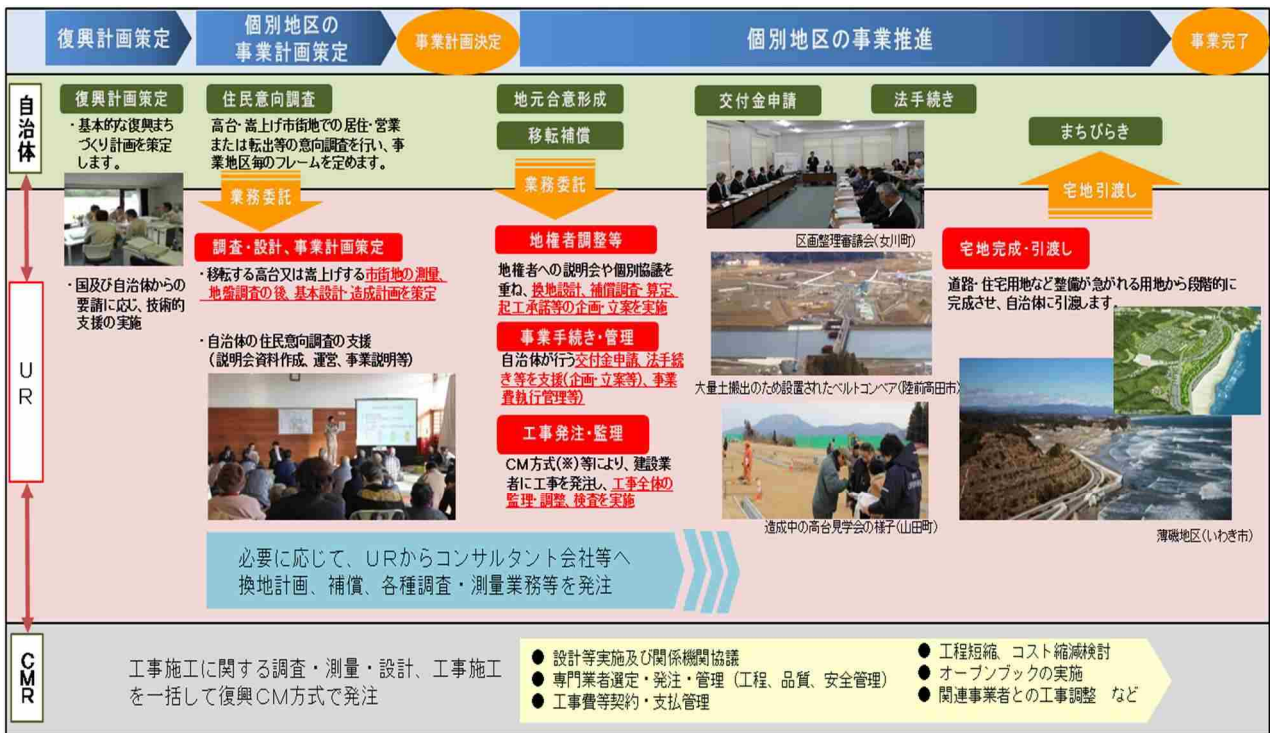 復興計画策定
個別地区の
事業計画策定
事業計画決定
個別地区の事業推進
事業完了
自治体
復興計画策定
・基本的な復興まち
づくり計画を策定
します。
住民意向調査
高台・嵩上げ市街地での居住・営業
または転出等の意向調査を行い、事
業地区毎のフレームを定めます。
業務委託
地元合意形成
移転補償
業務委託
交付金申請
法手続き
まちびらき
宅地引渡し
区画整理審議会(女川町)
UR
・国及び自治体からの
要請に応じ、技術的
支援の実施
調査・設計、事業計画策定
・移転する高台又は嵩上げする市街地の測量、
地盤調査の後、基本設計・造成計画を策定
・自治体の住民意向調査の支援
(説明会資料作成、運営、事業説明等)
地権者調整等
地権者への説明会や個別協議を
重ね、換地設計、補償調査・算定、
起工承諾等の企画・立案を実施
事業手続き・管理
自治体が行う交付金申請、法手続
き等を支援(企画・立案等)、事業
費執行管理等)
工事発注・監理
CM方式(※)等により、建設業
者に工事を発注し、工事全体の
監理・調整、検査を実施
大量土搬出のため設置されたベルトコンベア(陸前高田市)
造成中の高台見学会の様子(山田町)
宅地完成・引渡し
道路・住宅用地など整備が急がれる用地から段階的に
完成させ、自治体に引渡します。
薄磯地区(いわき市)
必要に応じて、URからコンサルタント会社等へ
換地計画、補償、各種調査・測量業務等を発注
CMR
工事施工に関する調査・測量・設計、工事施工
を一括して復興CM方式で発注
● 設計等実施及び関係機関協議
● 専門業者選定・発注・管理(工程、品質、安全管理)
● 工事費等契約・支払管理
● 工程短縮、コスト縮減検討
● オープンブックの実施
● 関連事業者との工事調整 など